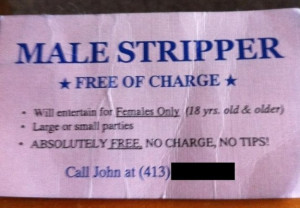 MALE STRIPPER
★ FREE OF CHARGE ★
• Will entertain for Females Only (18 yrs. old & older)
• Large or small parties
• ABSOLUTELY FREE, NO CHARGE, NO TIPS!
Call John at (413)